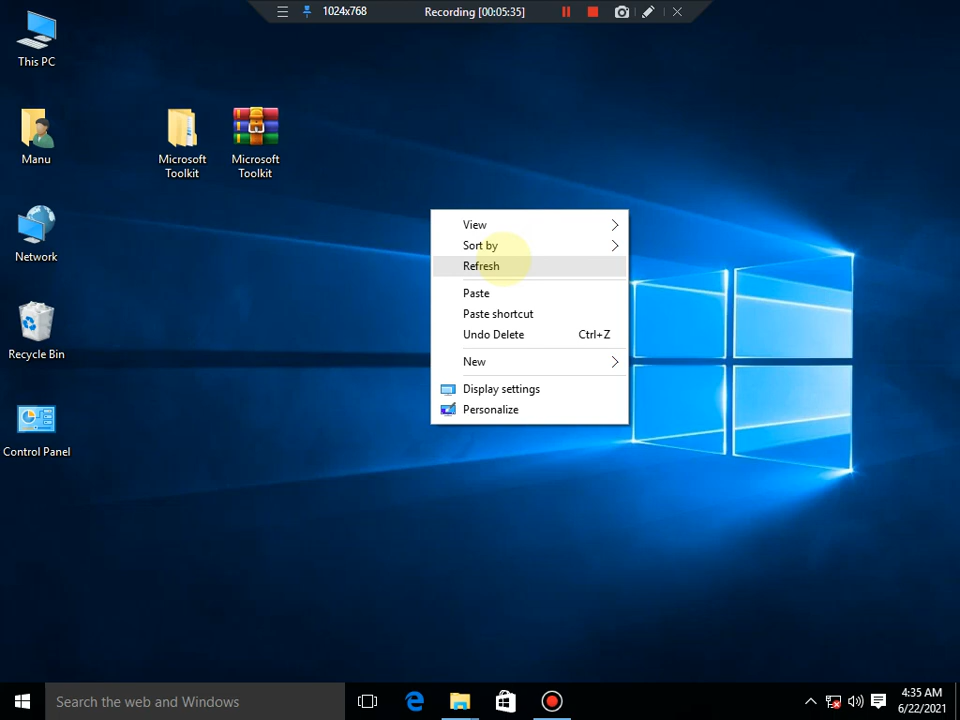 1024x768
Recording [00:05:35]
This PC
Manu
Microsoft
Toolkit
Microsoft
Toolkit
Network
Recycle Bin
Control Panel
View
Sort by
Refresh
Paste
Paste shortcut
Undo Delete Ctrl+Z
New
Display settings
Personalize
Search the web and Windows
4:35 AM
6/22/2021